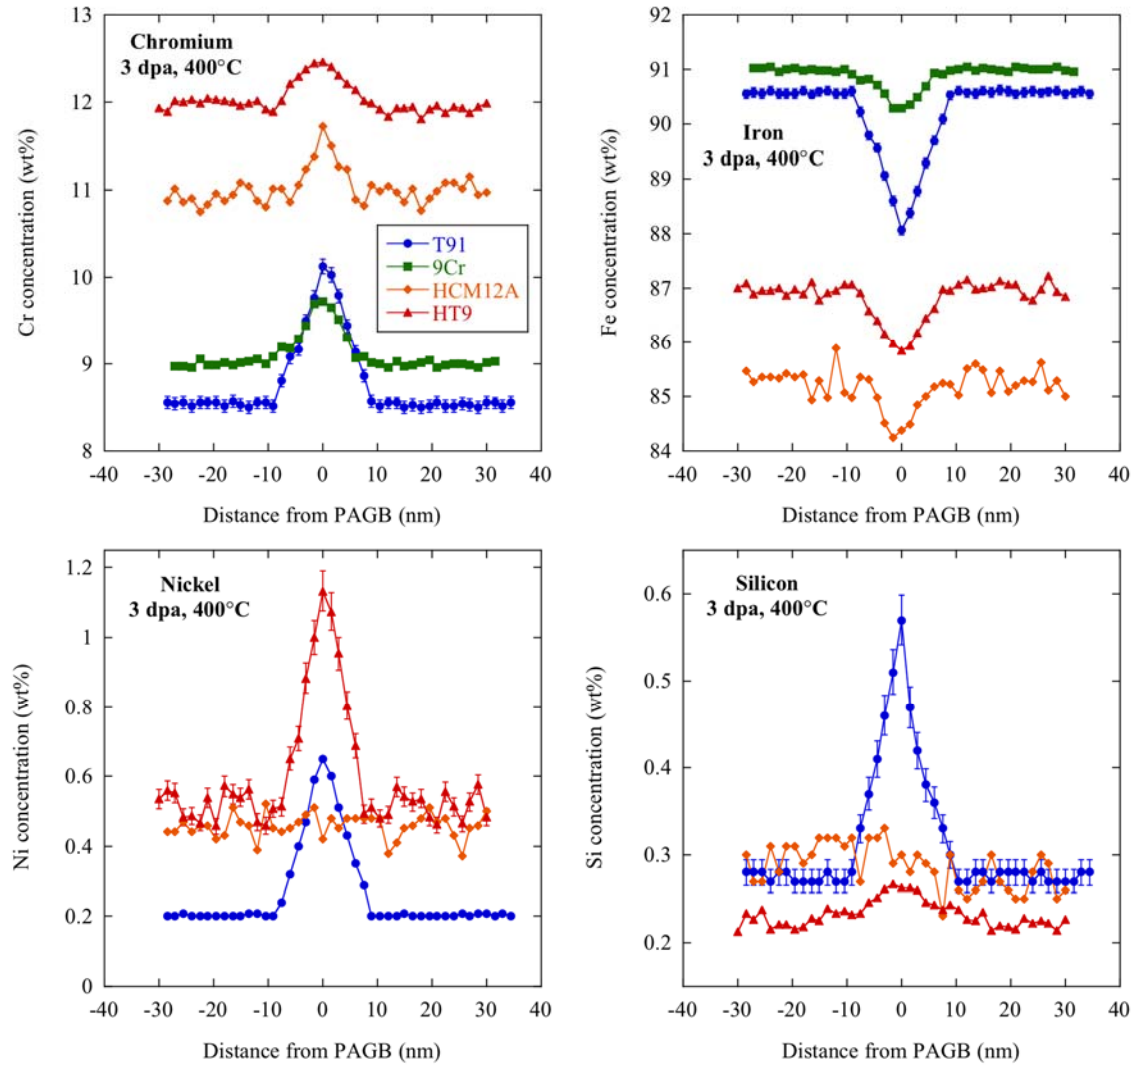 Chromium
3 dpa, 400°C
Cr concentration (wt%)
13
12
11
10
9
8
T91
9Cr
HCM12A
HT9
-40 -30 -20 -10 0 10 20 30 40
Distance from PAGB (nm)
Iron
3 dpa, 400°C
Fe concentration (wt%)
92
91
90
89
88
87
86
85
84
-40 -30 -20 -10 0 10 20 30 40
Distance from PAGB (nm)
Nickel
3 dpa, 400°C
Ni concentration (wt%)
1.2
1
0.8
0.6
0.4
0.2
0
-40 -30 -20 -10 0 10 20 30 40
Distance from PAGB (nm)
Silicon
3 dpa, 400°C
Si concentration (wt%)
0.6
0.5
0.4
0.3
0.2
-40 -30 -20 -10 0 10 20 30 40
Distance from PAGB (nm)